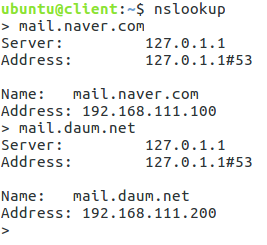 ubuntu@client:~$ nslookup
> mail.naver.com
Server:         127.0.1.1
Address:        127.0.1.1#53

Name:   mail.naver.com
Address: 192.168.111.100
> mail.daum.net
Server:         127.0.1.1
Address:        127.0.1.1#53

Name:   mail.daum.net
Address: 192.168.111.200
>